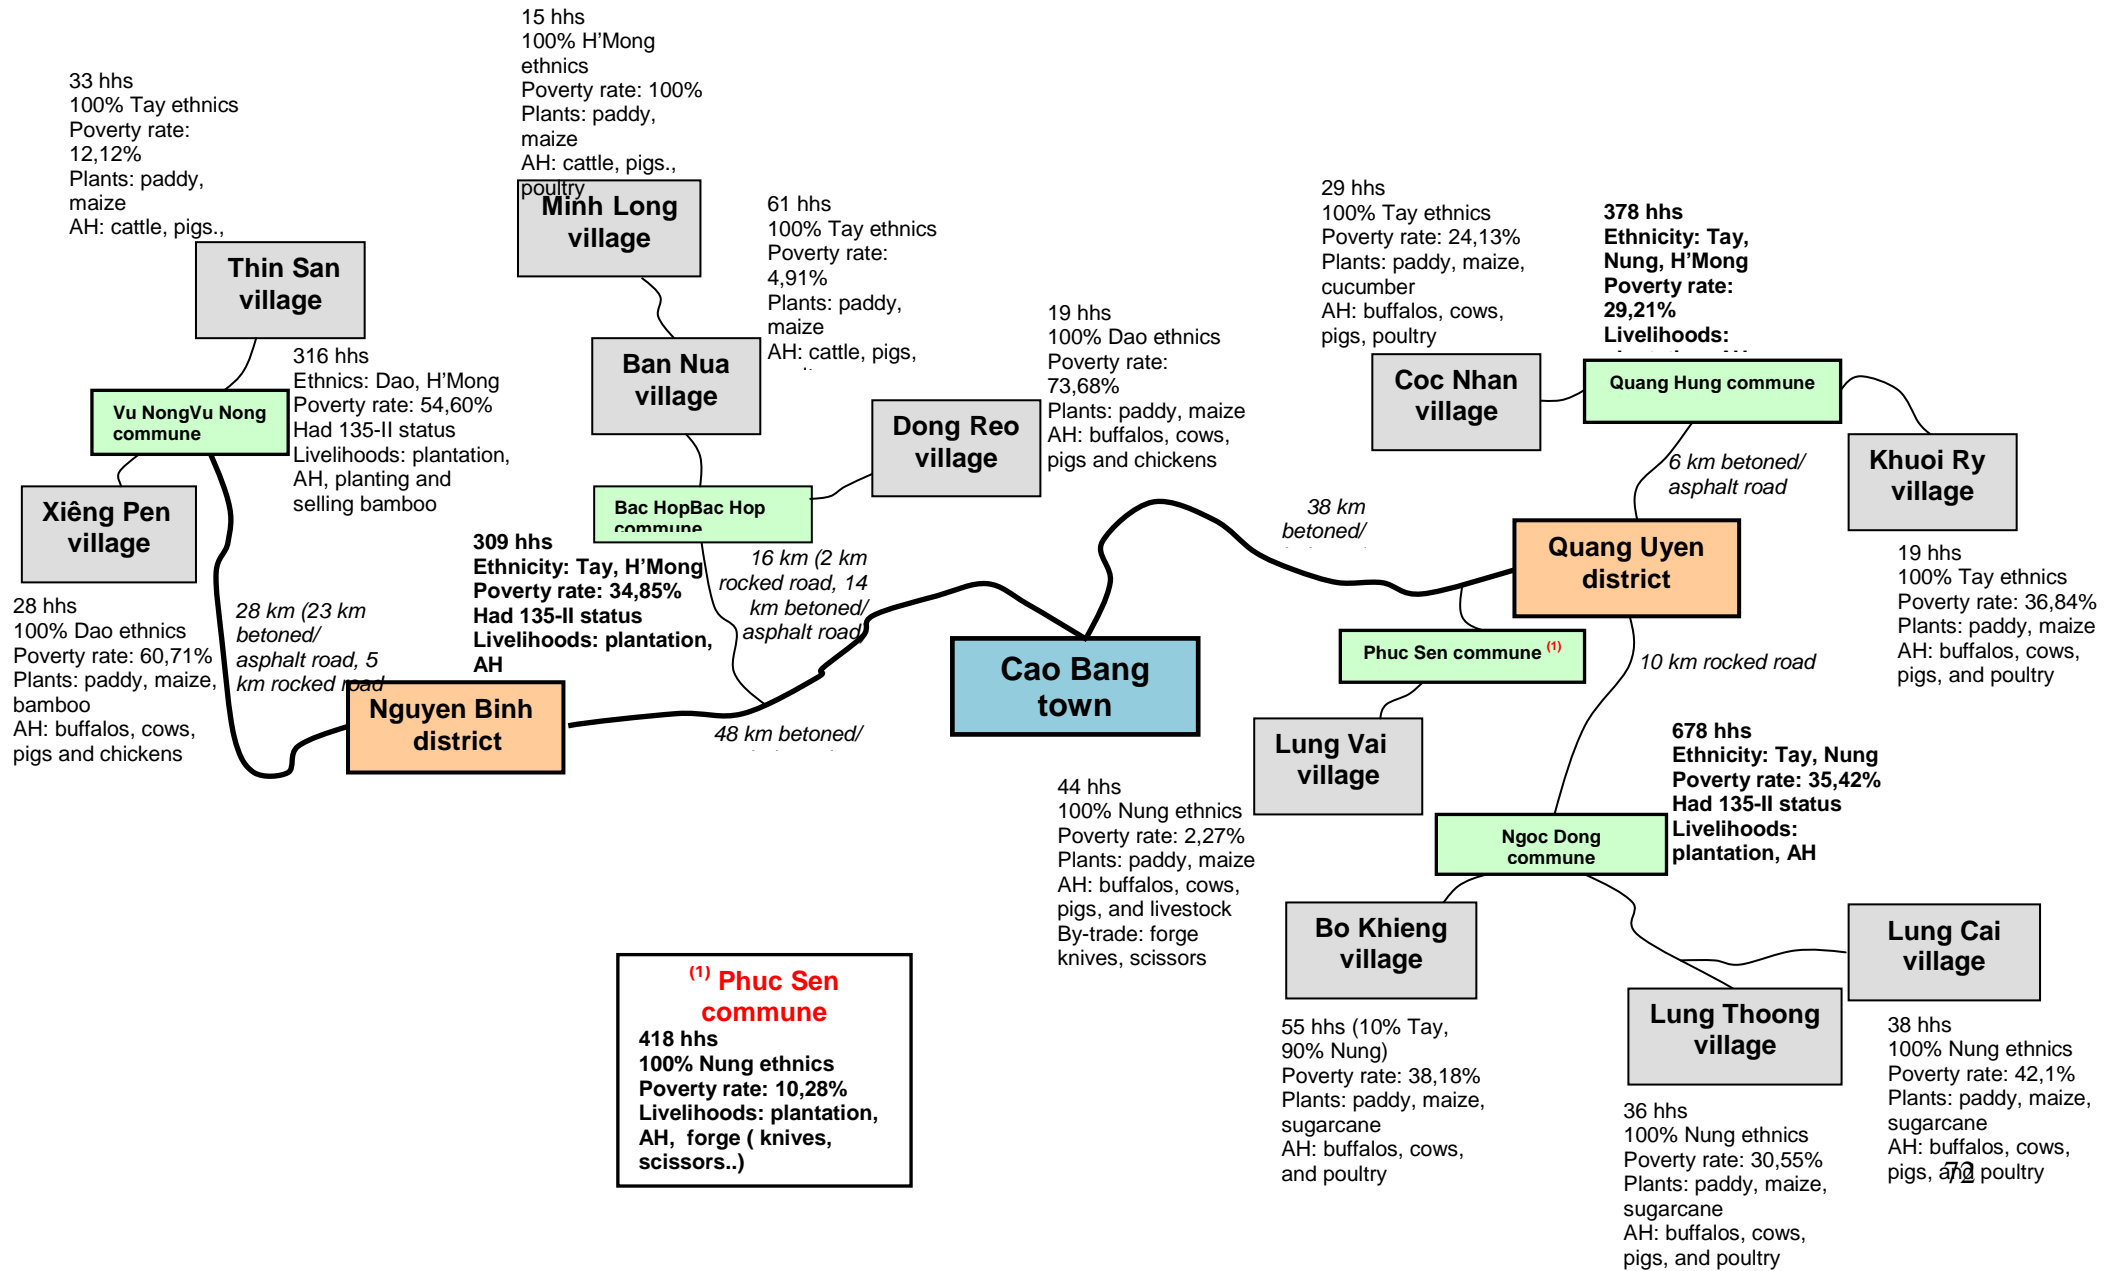 15 hhs
100% H’Mong
ethnics
Poverty rate: 100%
Plants: paddy,
maize
AH: cattle, pigs.,
poultry
Minh Long
village
33 hhs
100% Tay ethnics
Poverty rate:
12,12%
Plants: paddy,
maize
AH: cattle, pigs.,
Thin San
village
61 hhs
100% Tay ethnics
Poverty rate:
4,91%
Plants: paddy,
maize
AH: cattle, pigs,
Ban Nua
village
316 hhs
Ethnics: Dao, H’Mong
Poverty rate: 54,60%
Had 135-II status
Livelihoods: plantation,
AH, planting and
selling bamboo
Vu NongVu Nong
commune
Xiêng Pen
village
28 hhs
100% Dao ethnics
Poverty rate: 60,71%
Plants: paddy, maize,
bamboo
AH: buffalos, cows,
pigs and chickens
28 km (23 km
betoned/
asphalt road, 5
km rocked road
Nguyen Binh
district
Bac HopBac Hop
commune
309 hhs
Ethnicity: Tay, H’Mong
Poverty rate: 34,85%
Had 135-II status
Livelihoods: plantation,
AH
16 km (2 km
rocked road, 14
km betoned/
asphalt road
48 km betoned/
Dong Reo
village
19 hhs
100% Dao ethnics
Poverty rate:
73,68%
Plants: paddy, maize
AH: buffalos, cows,
pigs and chickens
Cao Bang
town
38 km
betoned/
29 hhs
100% Tay ethnics
Poverty rate: 24,13%
Plants: paddy, maize,
cucumber
AH: buffalos, cows,
pigs, poultry
Coc Nhan
village
378 hhs
Ethnicity: Tay,
Nung, H’Mong
Poverty rate:
29,21%
Livelihoods:
Quang Hung commune
6 km betoned/
asphalt road
Khuoi Ry
village
19 hhs
100% Tay ethnics
Poverty rate: 36,84%
Plants: paddy, maize
AH: buffalos, cows,
pigs, and poultry
Quang Uyen
district
Phuc Sen commune (1)
10 km rocked road
Lung Vai
village
44 hhs
100% Nung ethnics
Poverty rate: 2,27%
Plants: paddy, maize
AH: buffalos, cows,
pigs, and livestock
By-trade: forge
knives, scissors
678 hhs
Ethnicity: Tay, Nung
Poverty rate: 35,42%
Had 135-II status
Livelihoods:
plantation, AH
Ngoc Dong
commune
Bo Khieng
village
55 hhs (10% Tay,
90% Nung)
Poverty rate: 38,18%
Plants: paddy, maize,
sugarcane
AH: buffalos, cows,
and poultry
Lung Cai
village
38 hhs
100% Nung ethnics
Poverty rate: 42,1%
Plants: paddy, maize,
sugarcane
AH: buffalos, cows,
pigs, and poultry
Lung Thoong
village
36 hhs
100% Nung ethnics
Poverty rate: 30,55%
Plants: paddy, maize,
sugarcane
AH: buffalos, cows,
pigs, and poultry
(1) Phuc Sen
commune
418 hhs
100% Nung ethnics
Poverty rate: 10,28%
Livelihoods: plantation,
AH, forge ( knives,
scissors..)
72